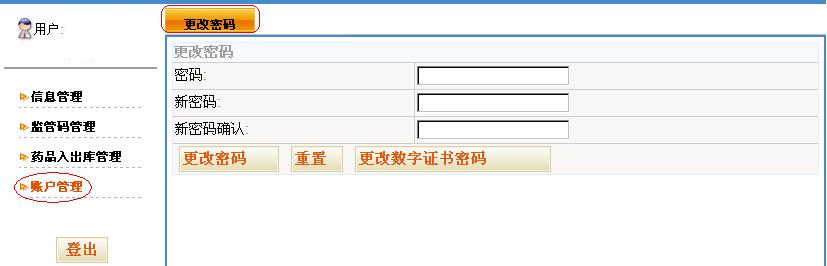 用户:
信息管理
监管码管理
药品入出库管理
账户管理
登出
更改密码
更改密码
密码:
新密码:
新密码确认:
更改密码 重置 更改数字证书密码